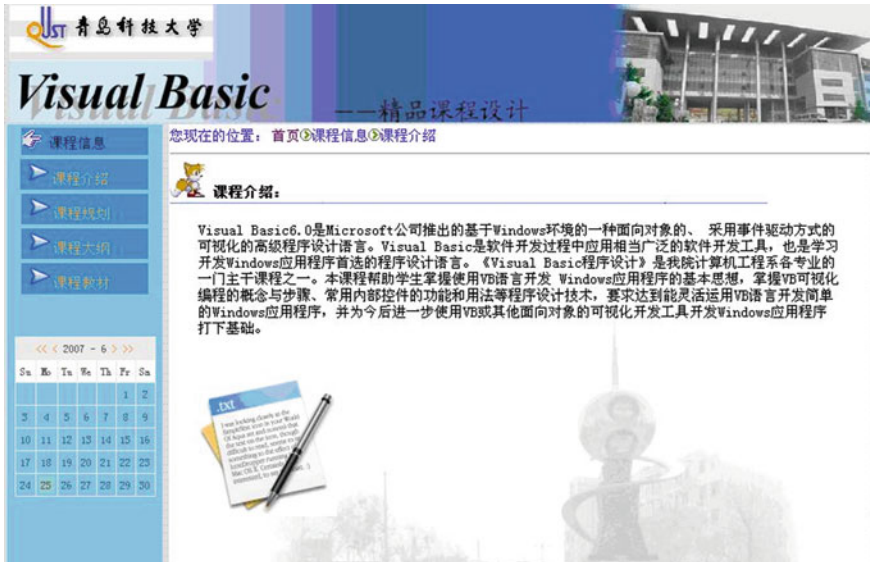 QUST 青岛科技大学
Visual Basic
——精品课程设计
课程信息
课程介绍
课程规划
课程大纲
课程教材
<< < 2007 - 6 > >>
Su Mo Tu We Th Fr Sa
1 2
3 4 5 6 7 8 9
10 11 12 13 14 15 16
17 18 19 20 21 22 23
24 25 26 27 28 29 30
您现在的位置: 首页课程信息课程介绍
课程介绍:
Visual Basic6.0是Microsoft公司推出的基于Windows环境的一种面向对象的、 采用事件驱动方式的
可视化的高级程序设计语言。Visual Basic是软件开发过程中应用相当广泛的软件开发工具,也是学习
开发Windows应用程序首选的程序设计语言。《Visual Basic程序设计》是我院计算机工程系各专业的
一门主干课程之一。本课程帮助学生掌握使用VB语言开发 Windows应用程序的基本思想,掌握VB可视化
编程的概念与步骤、常用内部控件的功能和用法等程序设计技术,要求达到能灵活运用VB语言开发简单
的Windows应用程序,并为今后进一步使用VB或其他面向对象的可视化开发工具开发Windows应用程序
打下基础。
.txt